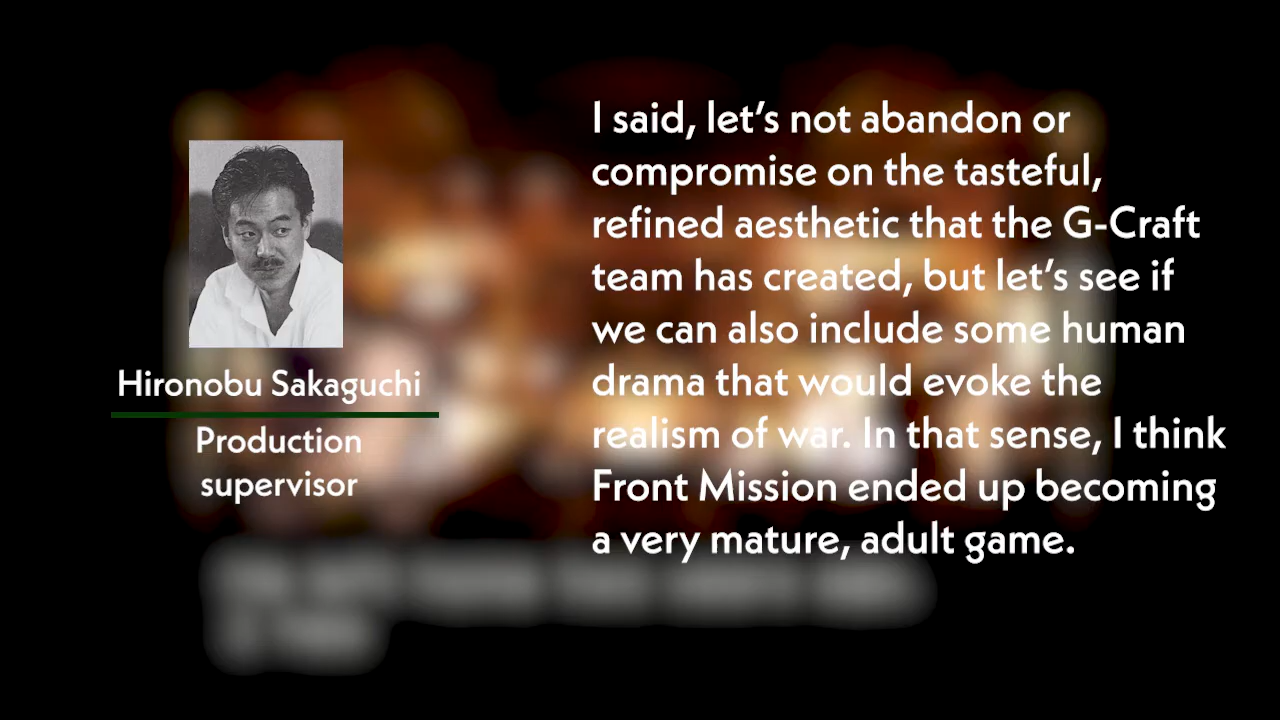 Hironobu Sakaguchi
Production
supervisor
I said, let's not abandon or
compromise on the tasteful,
refined aesthetic that the G-Craft
team has created, but let's see if
we can also include some human
drama that would evoke the
realism of war. In that sense, I think
Front Mission ended up becoming
a very mature, adult game.